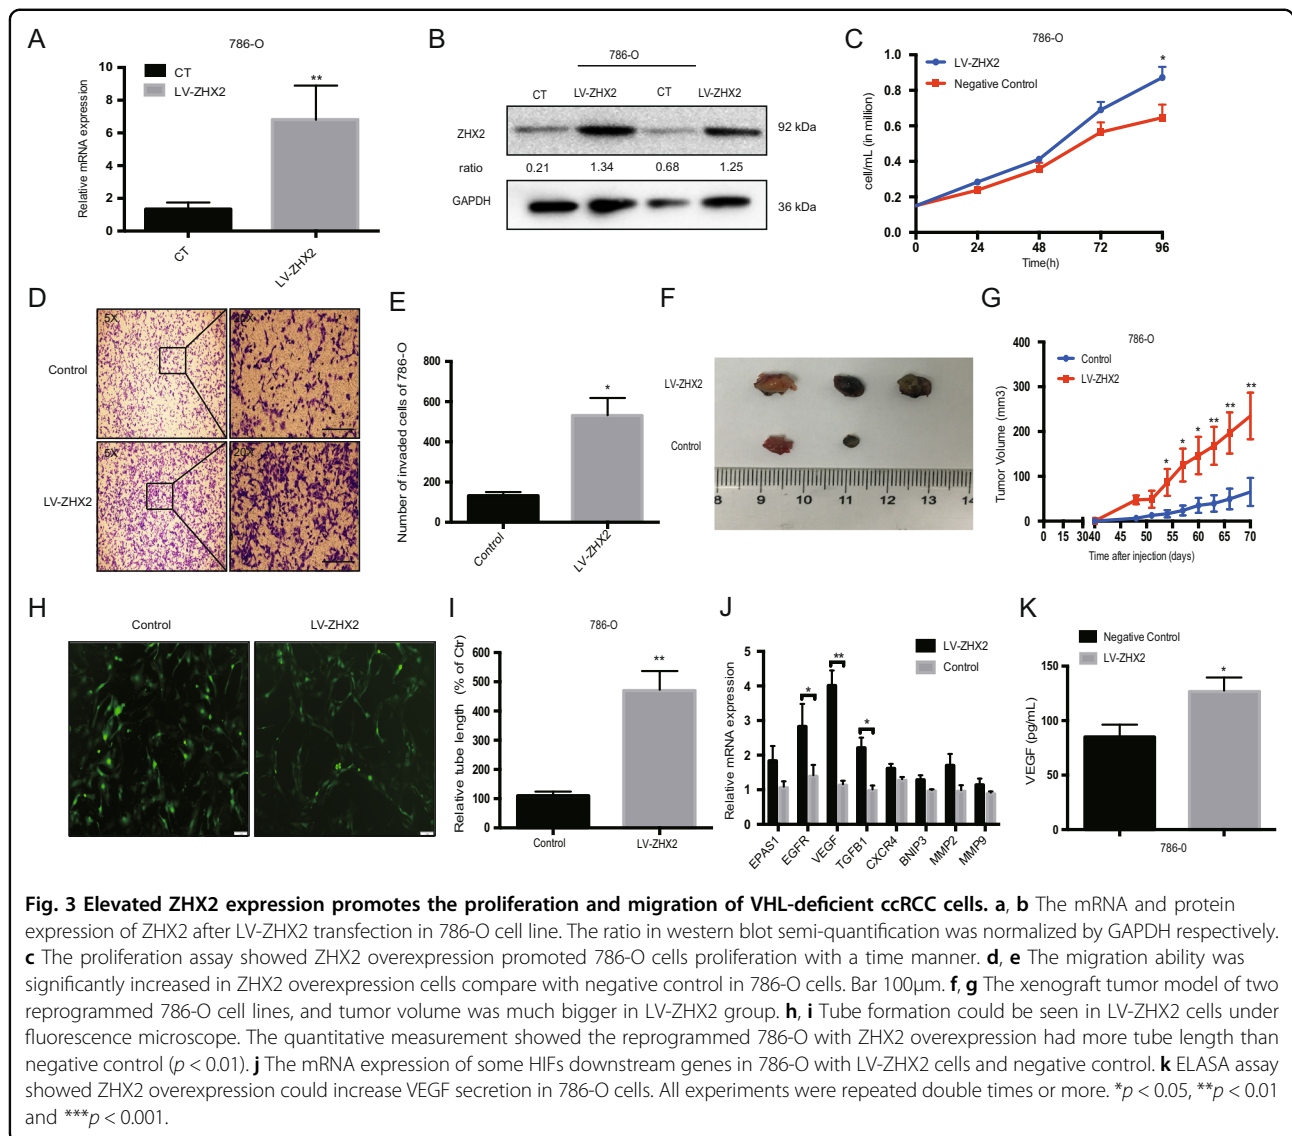 A
786-O
CT
LV-ZHX2
**
Relative mRNA expression
10
8
6
4
2
0
CT
LV-ZHX2
B
786-O
CT LV-ZHX2 CT LV-ZHX2
ZHX2 92 kDa
ratio 0.21 1.34 0.68 1.25
GAPDH 36 kDa
C
786-O
LV-ZHX2
Negative Control
*
cell/mL (in million)
1.0
0.8
0.6
0.4
0.2
0.0
0 24 48 72 96
Time(h)
D
Control
5X 20X
LV-ZHX2
5X 20X
E
Number of invaded cells of 786-O
800
600
400
200
0
*
Control
LV-ZHX2
F
LV-ZHX2
Control
8 9 10 11 12 13 14
G
786-O
Control
LV-ZHX2
Tumor Volume (mm3)
400
300
200
100
0
* * * ** ** **
0 15 30 40 45 50 55 60 65 70
Time after injection (days)
H
Control LV-ZHX2
I
786-O
Relative tube length (% of Ctr)
600
500
400
300
200
100
0
**
Control LV-ZHX2
J
LV-ZHX2
Control
Relative mRNA expression
5
4
3
2
1
0
* ** *
EPAS1 EGFR VEGF TGFB1 CXCR4 BNIP3 MMP2 MMP9
K
Negative Control
LV-ZHX2
VEGF (pg/mL)
150
100
50
0
*
786-0
Fig. 3 Elevated ZHX2 expression promotes the proliferation and migration of VHL-deficient ccRCC cells. a, b The mRNA and protein
expression of ZHX2 after LV-ZHX2 transfection in 786-O cell line. The ratio in western blot semi-quantification was normalized by GAPDH respectively.
c The proliferation assay showed ZHX2 overexpression promoted 786-O cells proliferation with a time manner. d, e The migration ability was
significantly increased in ZHX2 overexpression cells compare with negative control in 786-O cells. Bar 100μm. f, g The xenograft tumor model of two
reprogrammed 786-O cell lines, and tumor volume was much bigger in LV-ZHX2 group. h, i Tube formation could be seen in LV-ZHX2 cells under
fluorescence microscope. The quantitative measurement showed the reprogrammed 786-O with ZHX2 overexpression had more tube length than
negative control (p < 0.01). j The mRNA expression of some HIFs downstream genes in 786-O with LV-ZHX2 cells and negative control. k ELASA assay
showed ZHX2 overexpression could increase VEGF secretion in 786-O cells. All experiments were repeated double times or more. *p < 0.05, **p < 0.01
and ***p < 0.001.